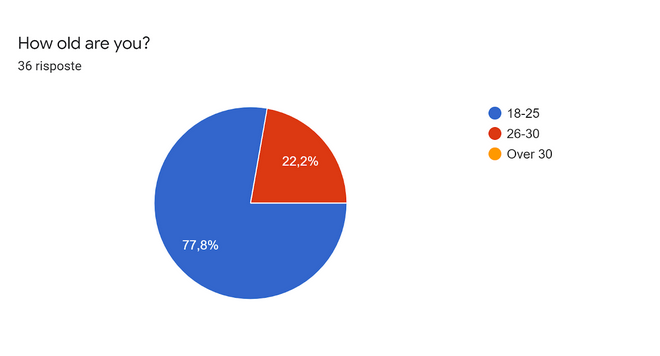 How old are you?
36 risposte
18-25
26-30
Over 30
22,2%
77,8%